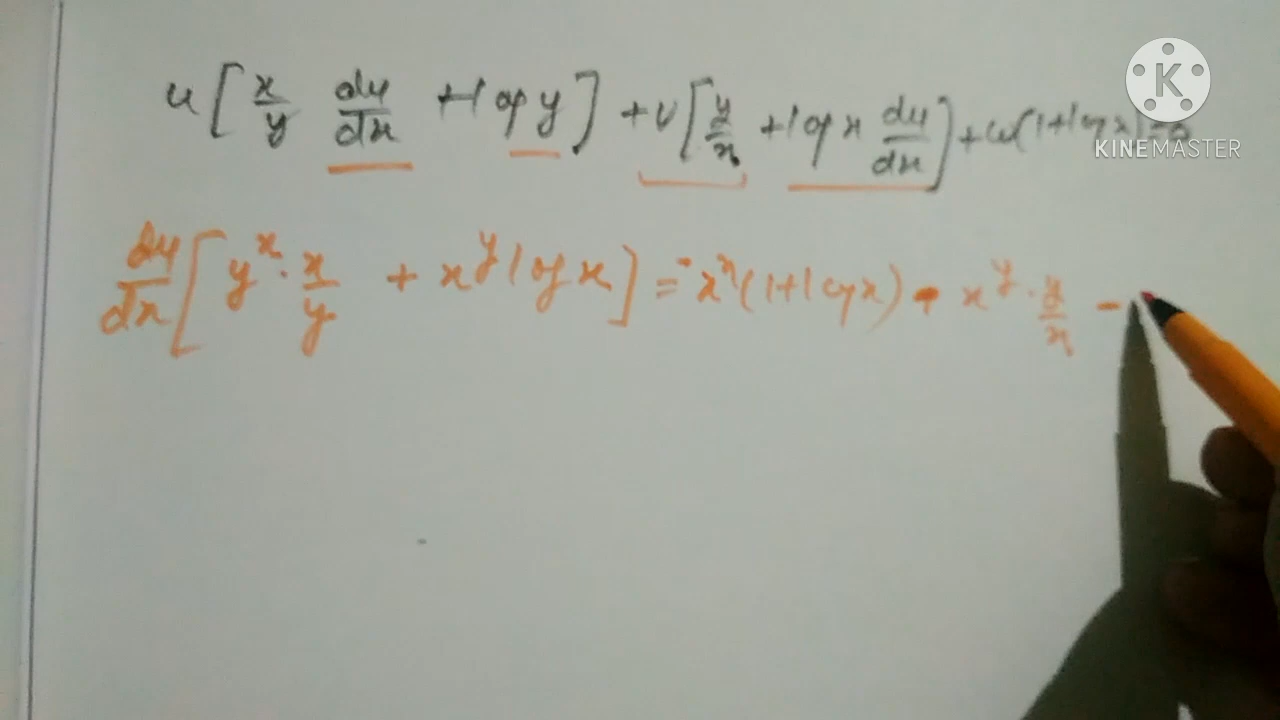 u[x/y dy/dx + log y] + v[y/x + log x dy/dx] + w(1+log x) = 0
K
KINEMASTER
dy/dx [y^x · x/y + x^y log x] = -x^x(1+log x) - x^y · y/x -